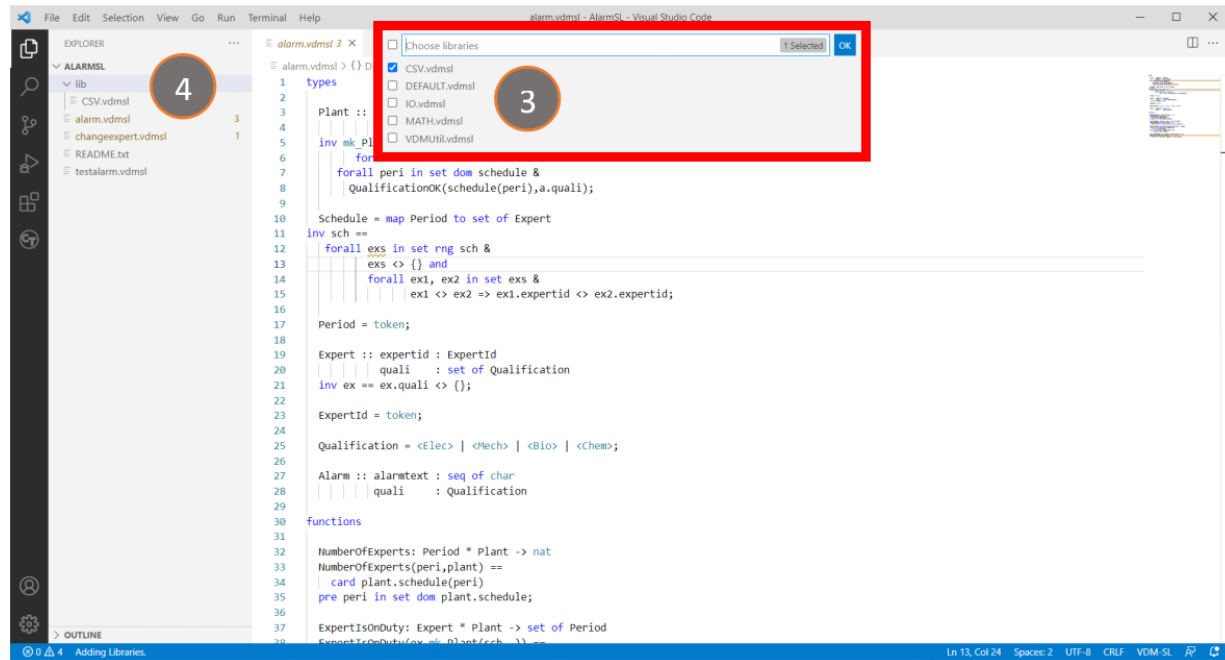 File Edit Selection View Go Run Terminal Help
alarm.vdmsl - AlarmSL - Visual Studio Code
EXPLORER
ALARMSL
lib
CSV.vdmsl
alarm.vdmsl 3
changeexpert.vdmsl 1
README.txt
testalarm.vdmsl
4
OUTLINE
alarm.vdmsl 3
alarm.vdmsl > {} D
Choose libraries 1 Selected OK
CSV.vdmsl
DEFAULT.vdmsl
IO.vdmsl
MATH.vdmsl
VDMUtil.vdmsl
3
1 types
2
3 Plant ::
4
5 inv mk_Pl
6 for
7 forall peri in set dom schedule &
8 QualificationOK(schedule(peri),a.quali);
9
10 Schedule = map Period to set of Expert
11 inv sch ==
12 forall exs in set rng sch &
13 exs <> {} and
14 forall ex1, ex2 in set exs &
15 ex1 <> ex2 => ex1.expertid <> ex2.expertid;
16
17 Period = token;
18
19 Expert :: expertid : ExpertId
20 quali : set of Qualification
21 inv ex == ex.quali <> {};
22
23 ExpertId = token;
24
25 Qualification = <Elec> | <Mech> | <Bio> | <Chem>;
26
27 Alarm :: alarmtext : seq of char
28 quali : Qualification
29
30 functions
31
32 NumberOfExperts: Period * Plant -> nat
33 NumberOfExperts(peri,plant) ==
34 card plant.schedule(peri)
35 pre peri in set dom plant.schedule;
36
37 ExpertIsOnDuty: Expert * Plant -> set of Period
38 ExpertIsOnDuty(ex,mk_Plant(sch,_)) ==
0 4 Adding Libraries.
Ln 13, Col 24 Spaces: 2 UTF-8 CRLF VDM-SL